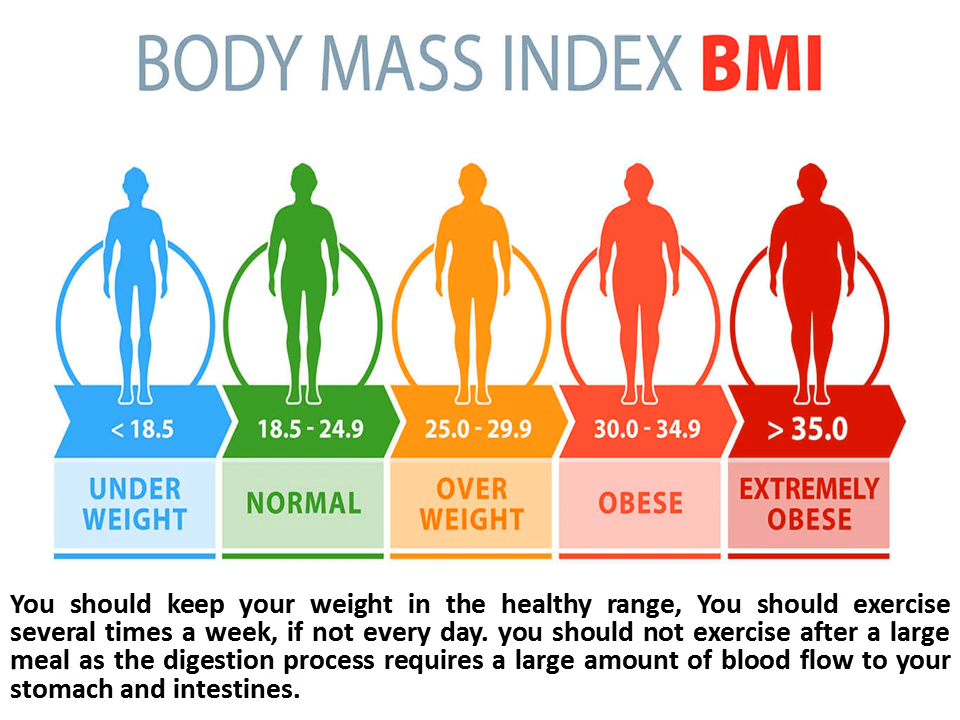 BODY MASS INDEX BMI
< 18.5
18.5 - 24.9
25.0 - 29.9
30.0 - 34.9
> 35.0
UNDER
WEIGHT
NORMAL
OVER
WEIGHT
OBESE
EXTREMELY
OBESE
You should keep your weight in the healthy range, You should exercise
several times a week, if not every day. you should not exercise after a large
meal as the digestion process requires a large amount of blood flow to your
stomach and intestines.